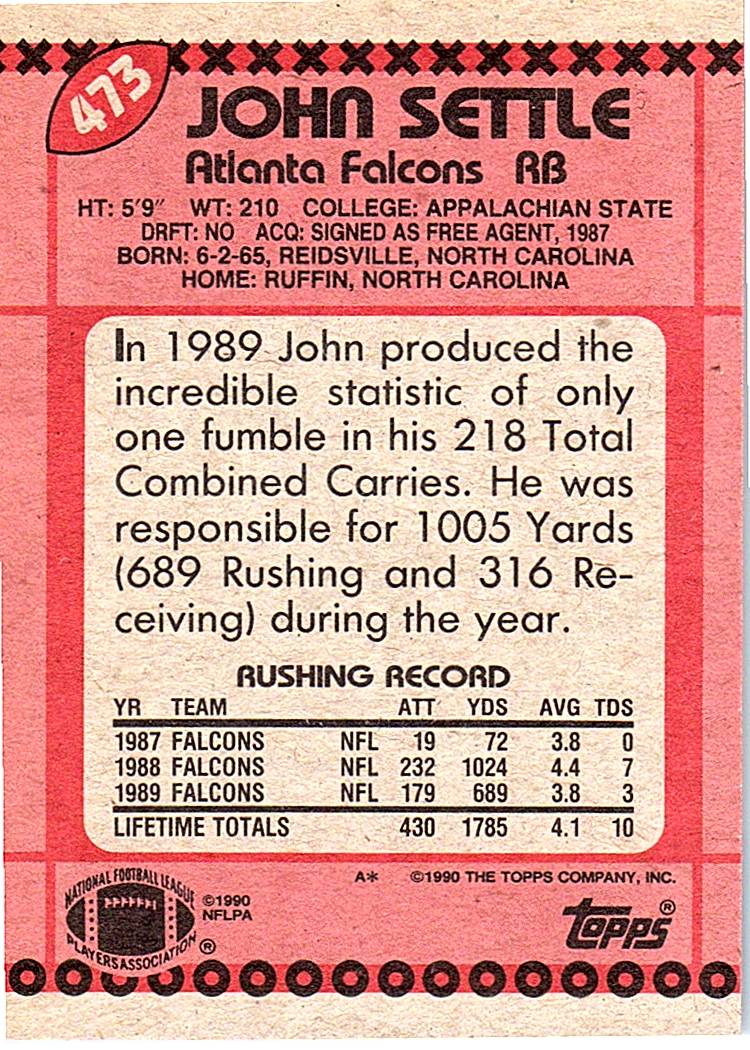 473
JOHN SETTLE
Atlanta Falcons RB
HT: 5'9" WT: 210 COLLEGE: APPALACHIAN STATE
DRFT: NO ACQ: SIGNED AS FREE AGENT, 1987
BORN: 6-2-65, REIDSVILLE, NORTH CAROLINA
HOME: RUFFIN, NORTH CAROLINA
In 1989 John produced the
incredible statistic of only
one fumble in his 218 Total
Combined Carries. He was
responsible for 1005 Yards
(689 Rushing and 316 Re-
ceiving) during the year.
RUSHING RECORD
YR TEAM ATT YDS AVG TDS
1987 FALCONS NFL 19 72 3.8 0
1988 FALCONS NFL 232 1024 4.4 7
1989 FALCONS NFL 179 689 3.8 3
LIFETIME TOTALS 430 1785 4.1 10
A* ©1990 THE TOPPS COMPANY, INC.
NATIONAL FOOTBALL LEAGUE
PLAYERS ASSOCIATION ®
©1990
NFLPA
topps®